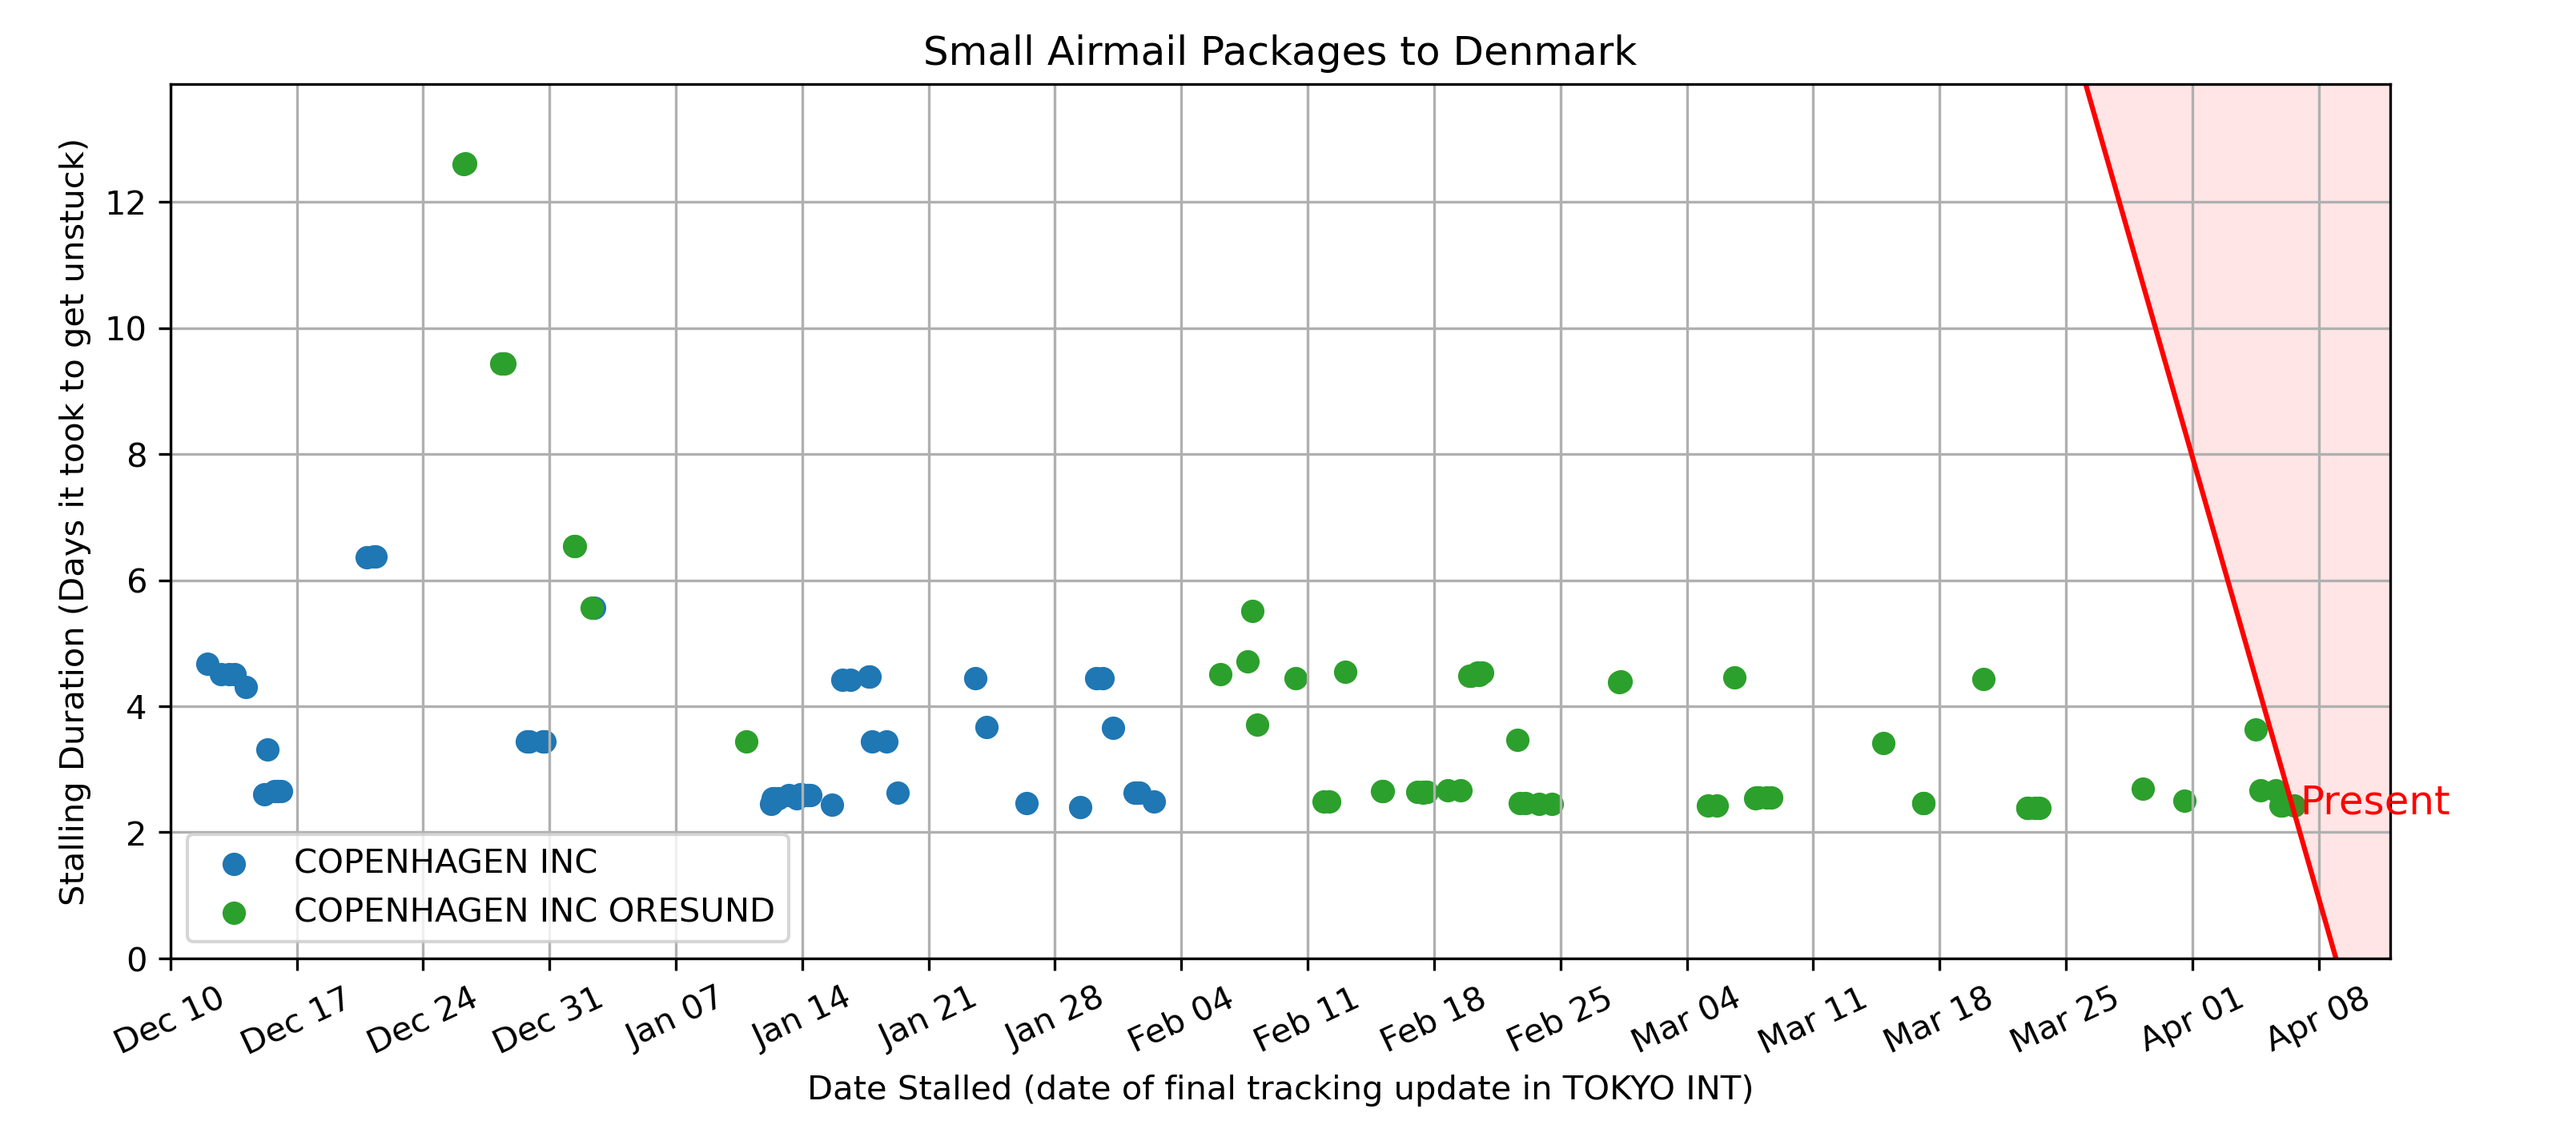 Small Airmail Packages to Denmark
Stalling Duration (Days it took to get unstuck)
12
10
8
6
4
2
0
Present
COPENHAGEN INC
COPENHAGEN INC ORESUND
Dec 10
Dec 17
Dec 24
Dec 31
Jan 07
Jan 14
Jan 21
Jan 28
Feb 04
Feb 11
Feb 18
Feb 25
Mar 04
Mar 11
Mar 18
Mar 25
Apr 01
Apr 08
Date Stalled (date of final tracking update in TOKYO INT)